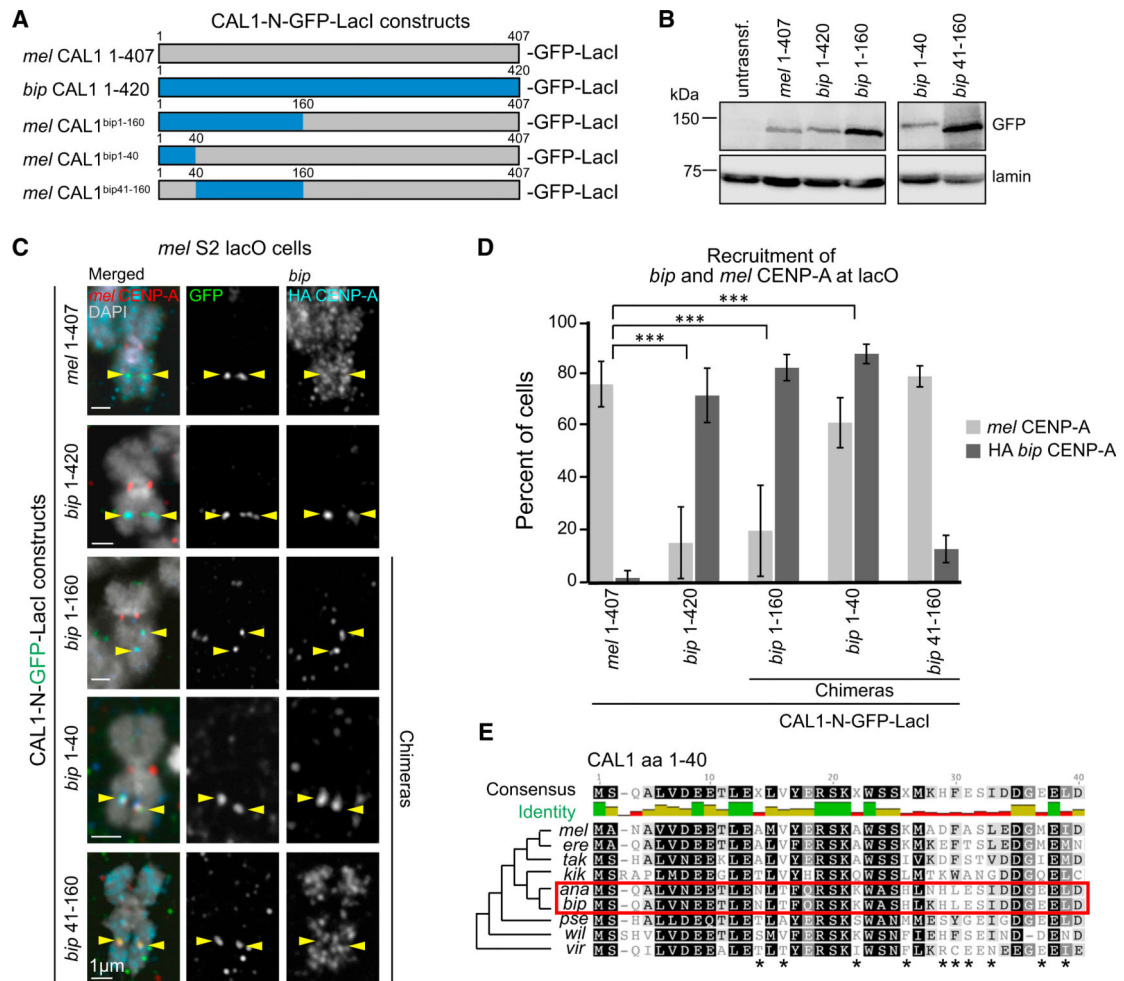 A
CAL1-N-GFP-LacI constructs
1 407
mel CAL1 1-407 -GFP-LacI
1 420
bip CAL1 1-420 -GFP-LacI
1 160 407
mel CAL1bip1-160 -GFP-LacI
1 40 407
mel CAL1bip1-40 -GFP-LacI
1 40 160 407
mel CAL1bip41-160 -GFP-LacI
B
untrasnsf.
mel 1-407
bip 1-420
bip 1-160
bip 1-40
bip 41-160
kDa
150
GFP
75
lamin
C
mel S2 lacO cells
Merged
bip
mel CENP-A
DAPI
GFP
HA CENP-A
CAL1-N-GFP-LacI constructs
mel 1-407
bip 1-420
bip 1-160
bip 1-40
bip 41-160
Chimeras
1μm
D
Recruitment of
bip and mel CENP-A at lacO
***
***
***
Percent of cells
100
80
60
40
20
0
mel CENP-A
HA bip CENP-A
mel 1-407
bip 1-420
bip 1-160
bip 1-40
bip 41-160
Chimeras
CAL1-N-GFP-LacI
E
CAL1 aa 1-40
1 10 20 30 40
Consensus MS-QALVDEETLEXLVYERSKXWSSXMKHFESIDDGEELD
Identity
mel MA-NAVVDEETLEAMVYERSKAWSSKMADFASLEDGMEID
ere
tak
kik
ana MS-QALVNEETLENLTFQRSKKWASHLNHLESIDDGEELD
bip MS-QALVNEETLENLTFQRSKKWASHLKHLESIDDGEELD
pse
wil
vir
* * * * * * * * * *